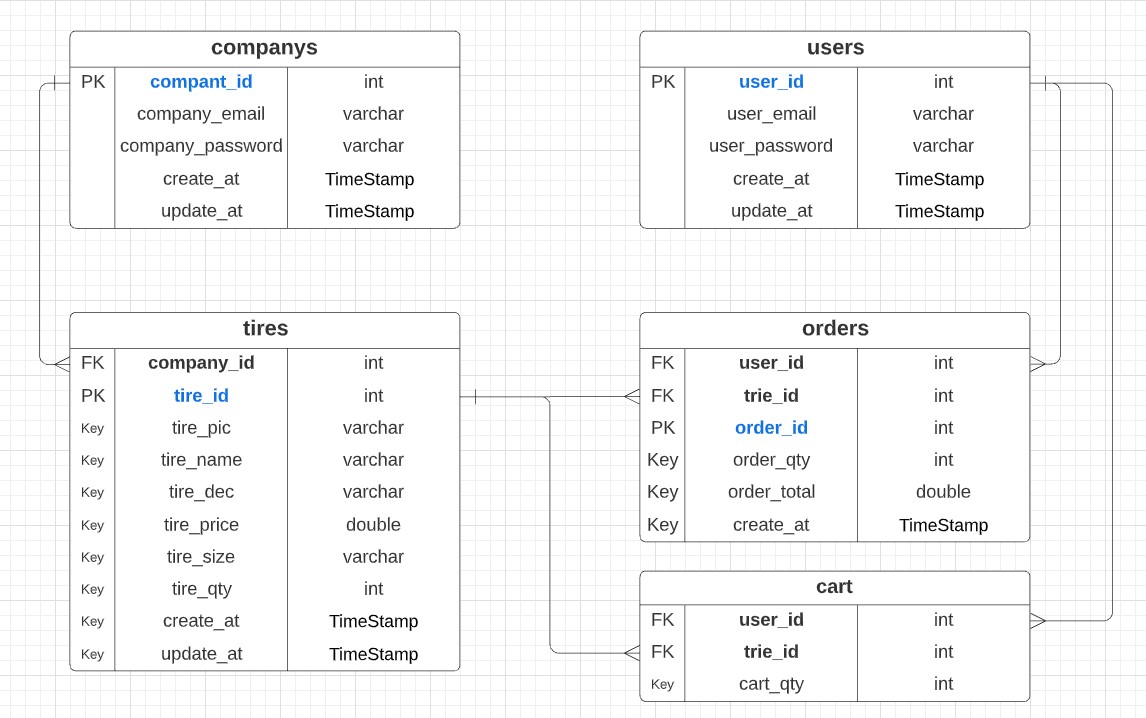 companys
PK compant_id int
company_email varchar
company_password varchar
create_at TimeStamp
update_at TimeStamp
users
PK user_id int
user_email varchar
user_password varchar
create_at TimeStamp
update_at TimeStamp
tires
FK company_id int
PK tire_id int
Key tire_pic varchar
Key tire_name varchar
Key tire_dec varchar
Key tire_price double
Key tire_size varchar
Key tire_qty int
Key create_at TimeStamp
Key update_at TimeStamp
orders
FK user_id int
FK trie_id int
PK order_id int
Key order_qty int
Key order_total double
Key create_at TimeStamp
cart
FK user_id int
FK trie_id int
Key cart_qty int